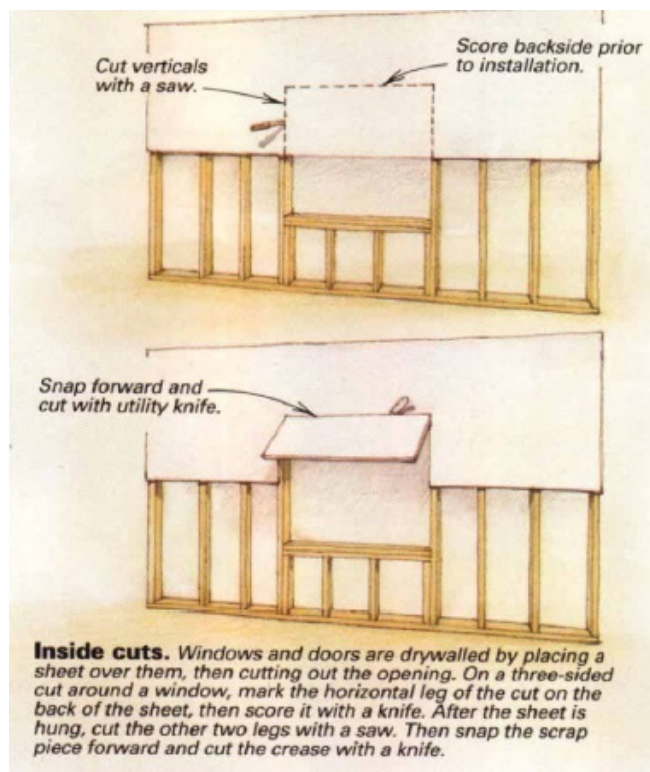 Cut verticals
with a saw.
Score backside prior
to installation.
Snap forward and
cut with utility knife.
Inside cuts. Windows and doors are drywalled by placing a
sheet over them, then cutting out the opening. On a three-sided
cut around a window, mark the horizontal leg of the cut on the
back of the sheet, then score it with a knife. After the sheet is
hung, cut the other two legs with a saw. Then snap the scrap
piece forward and cut the crease with a knife.